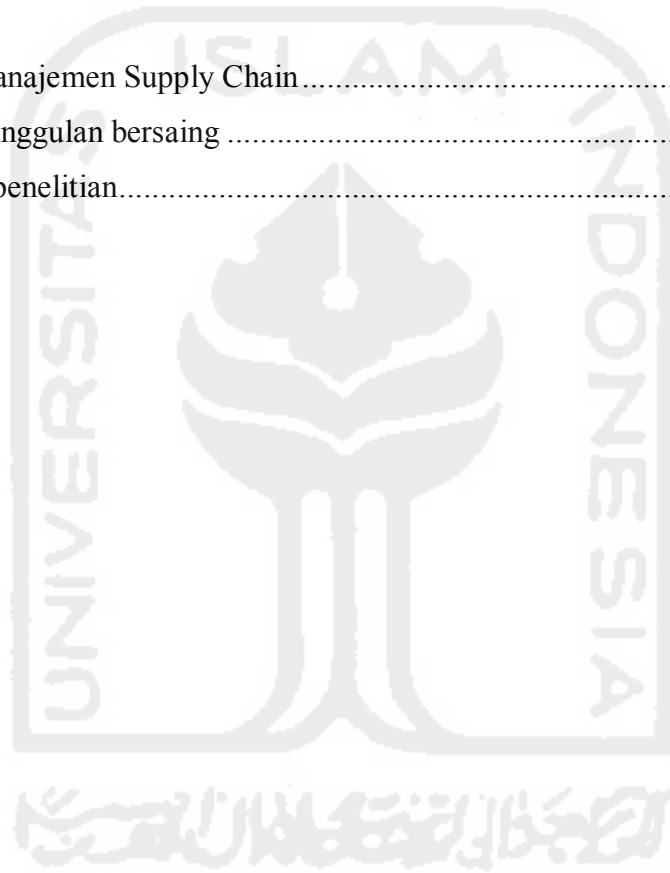 ISLAM
anajemen Supply Chain
nggulan bersaing
penelitian
UNIVERSITAS
INDONESIA